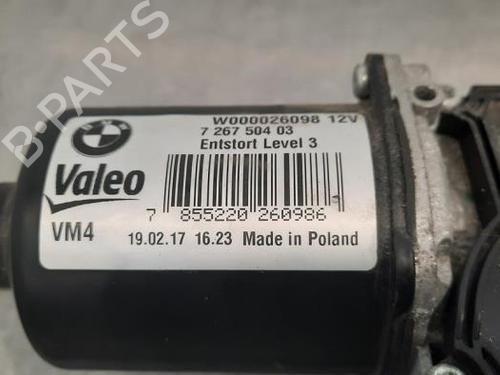 W000026098 12V
7 267 504 03
Entstort Level 3
Valeo
7 855220 260986
VM4
19.02.17 16.23 Made in Poland